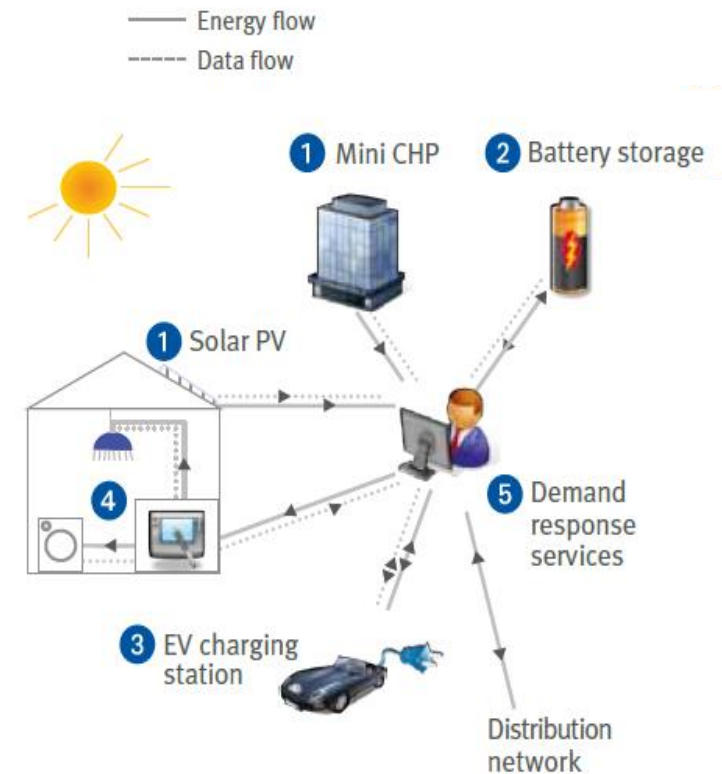 Energy flow
Data flow
1 Mini CHP
2 Battery storage
1 Solar PV
4
5 Demand
response
services
3 EV charging
station
Distribution
network